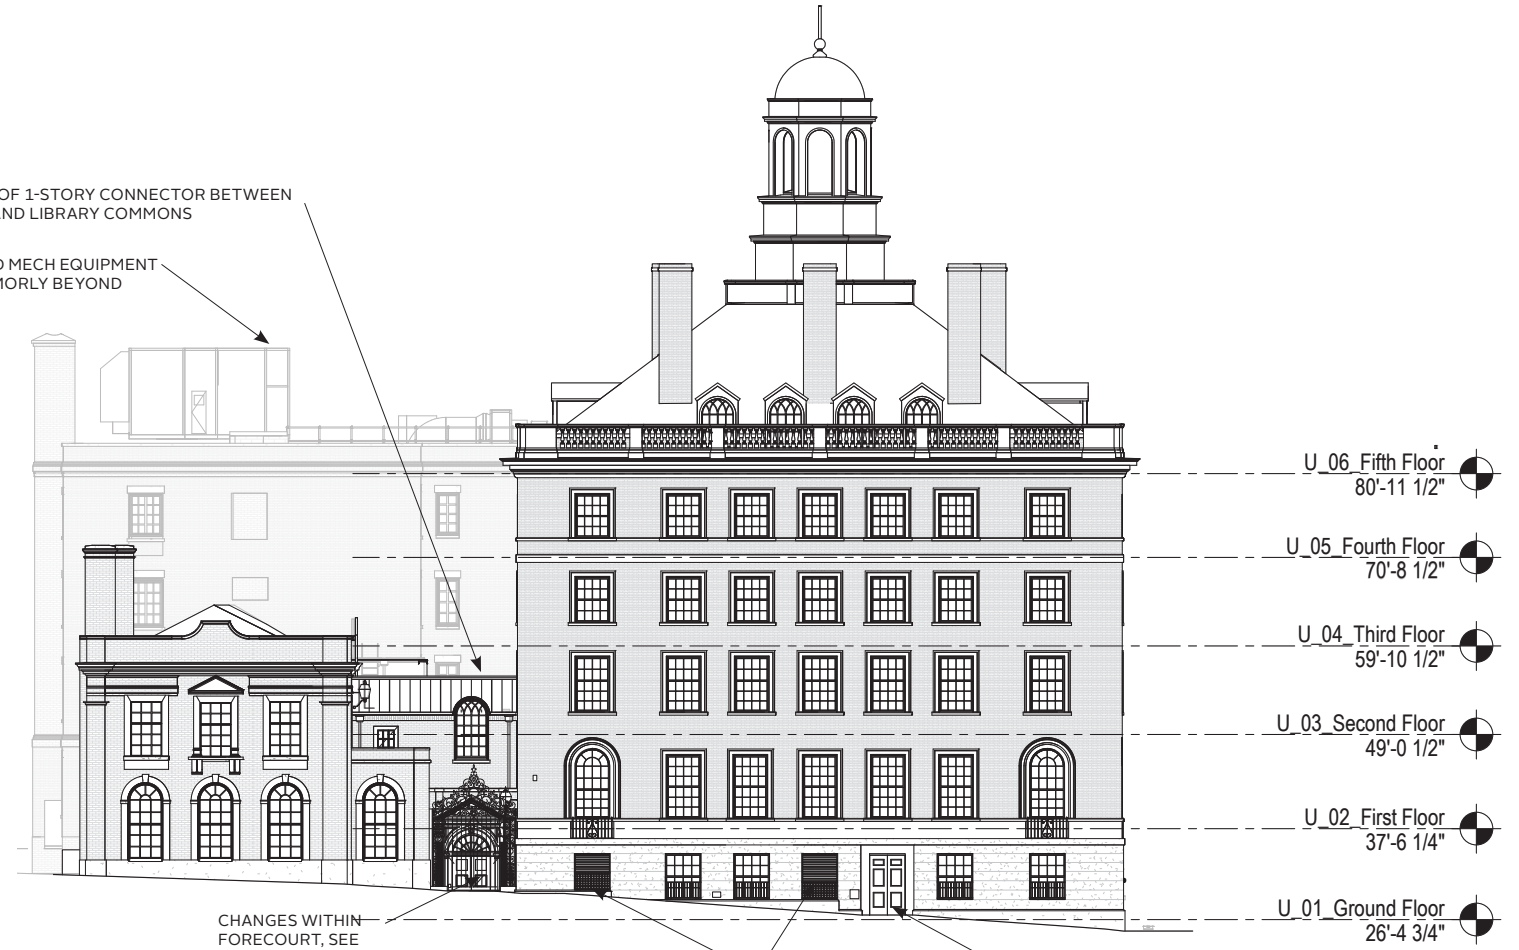 OF 1-STORY CONNECTOR BETWEEN
AND LIBRARY COMMONS
MECH EQUIPMENT
MORLY BEYOND
U_06_Fifth Floor
80'-11 1/2"
U_05_Fourth Floor
70'-8 1/2"
U_04_Third Floor
59'-10 1/2"
U_03_Second Floor
49'-0 1/2"
U_02_First Floor
37'-6 1/4"
U_01_Ground Floor
26'-4 3/4"
CHANGES WITHIN
FORECOURT, SEE